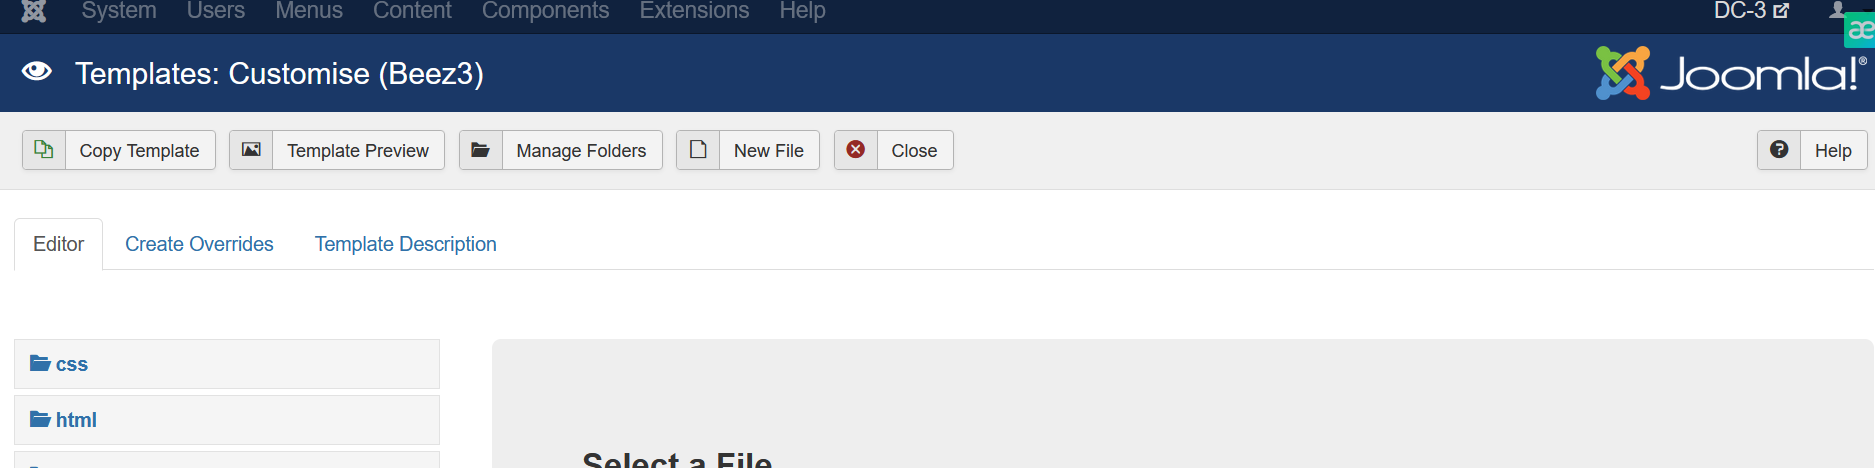 System Users Menus Content Components Extensions Help DC-3
æ
Templates: Customise (Beez3) Joomla!®
Copy Template Template Preview Manage Folders New File Close Help
Editor Create Overrides Template Description
css
html
Select a File